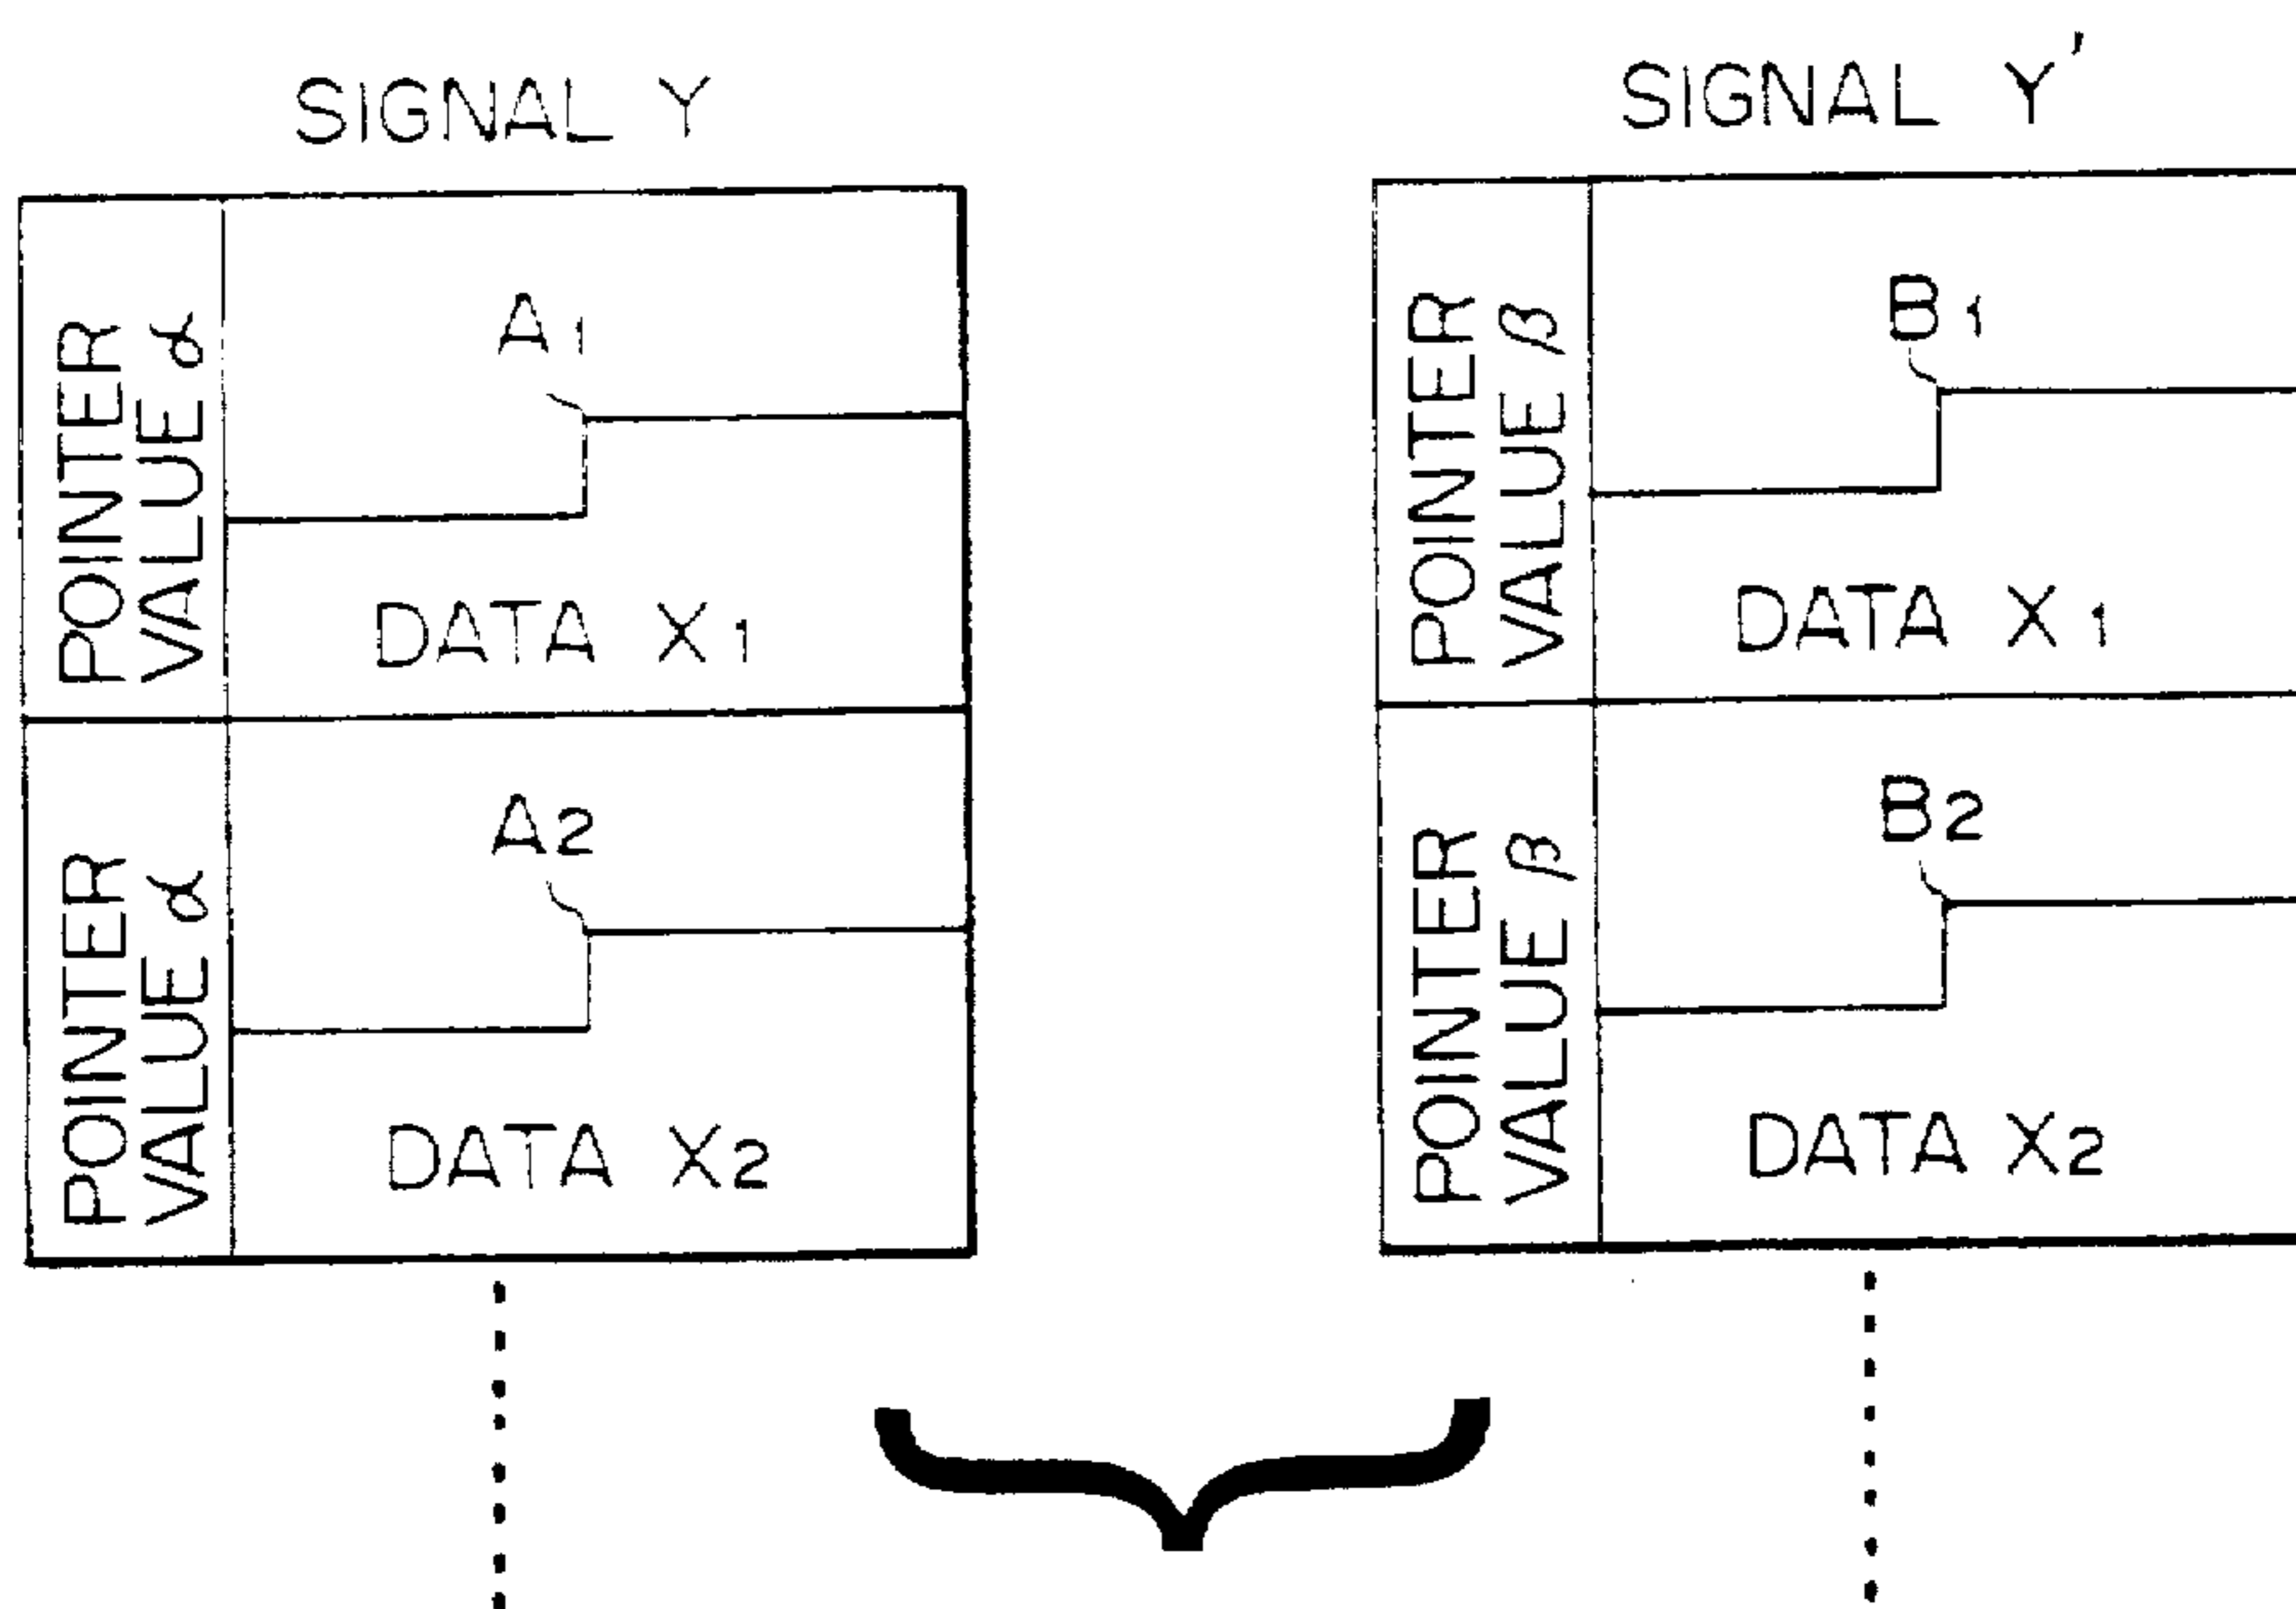 SIGNAL Y
POINTER
VALUE α
A1
DATA X1
POINTER
VALUE α
A2
DATA X2
SIGNAL Y'
POINTER
VALUE β
B1
DATA X1
POINTER
VALUE β
B2
DATA X2